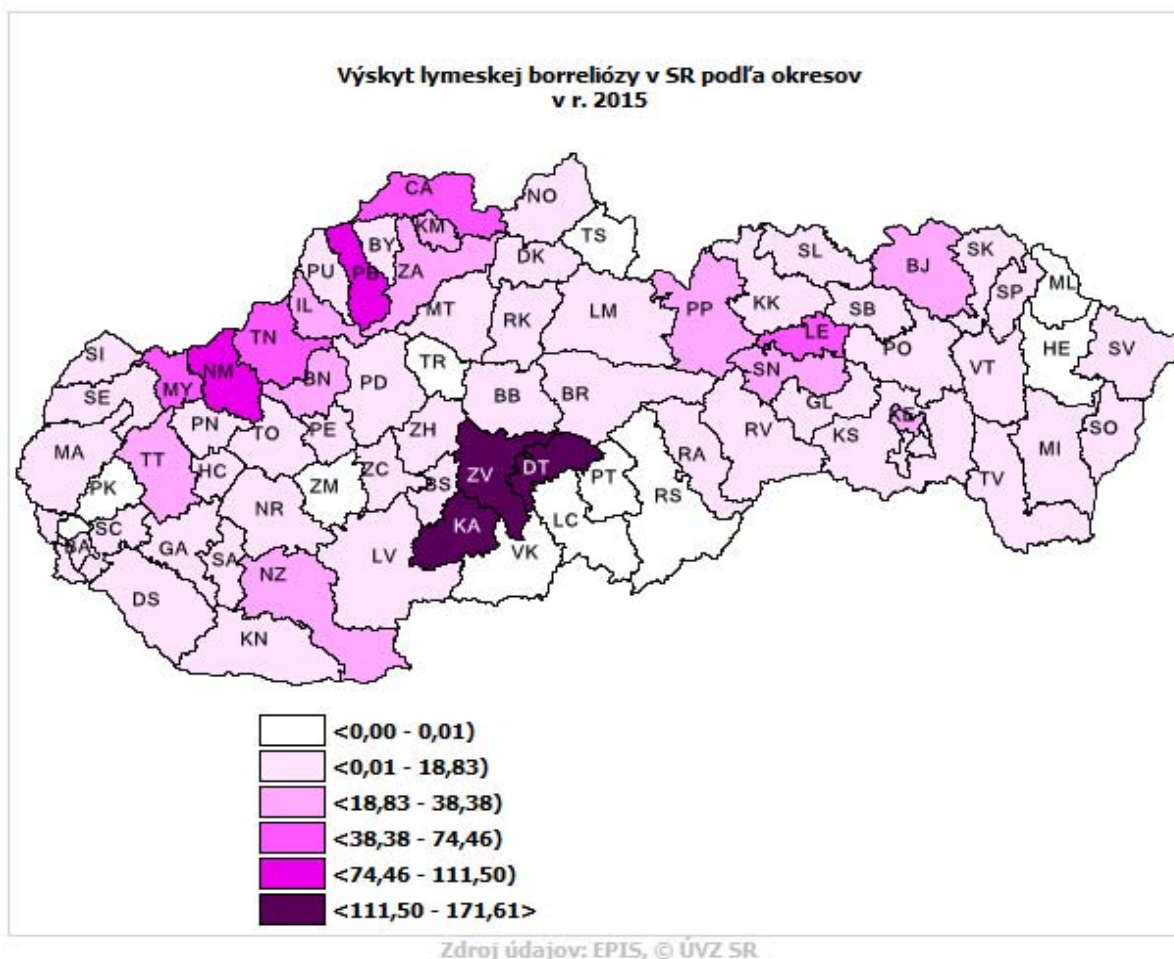 Výskyt lymeskej borreliózy v SR podľa okresov
v r. 2015
CA
NO
TS
KM
BY
PU
PB
ZA
DK
SL
BJ
SK
ML
SP
IL
MT
RK
LM
PP
KK
SB
HE
TN
LE
PO
SV
SI
NM
MY
BN
PD
TR
BB
BR
SN
VT
SE
PN
TO
PE
ZH
GL
KE
SO
MA
TT
HC
ZC
ZV
DT
PT
RA
RV
KS
MI
PK
ZM
BS
RS
TV
SC
NR
KA
LC
BA
GA
SA
NZ
LV
VK
DS
KN
<0,00 - 0,01)
<0,01 - 18,83)
<18,83 - 38,38)
<38,38 - 74,46)
<74,46 - 111,50)
<111,50 - 171,61>
Zdroj údajov: EPIS, © ÚVZ SR